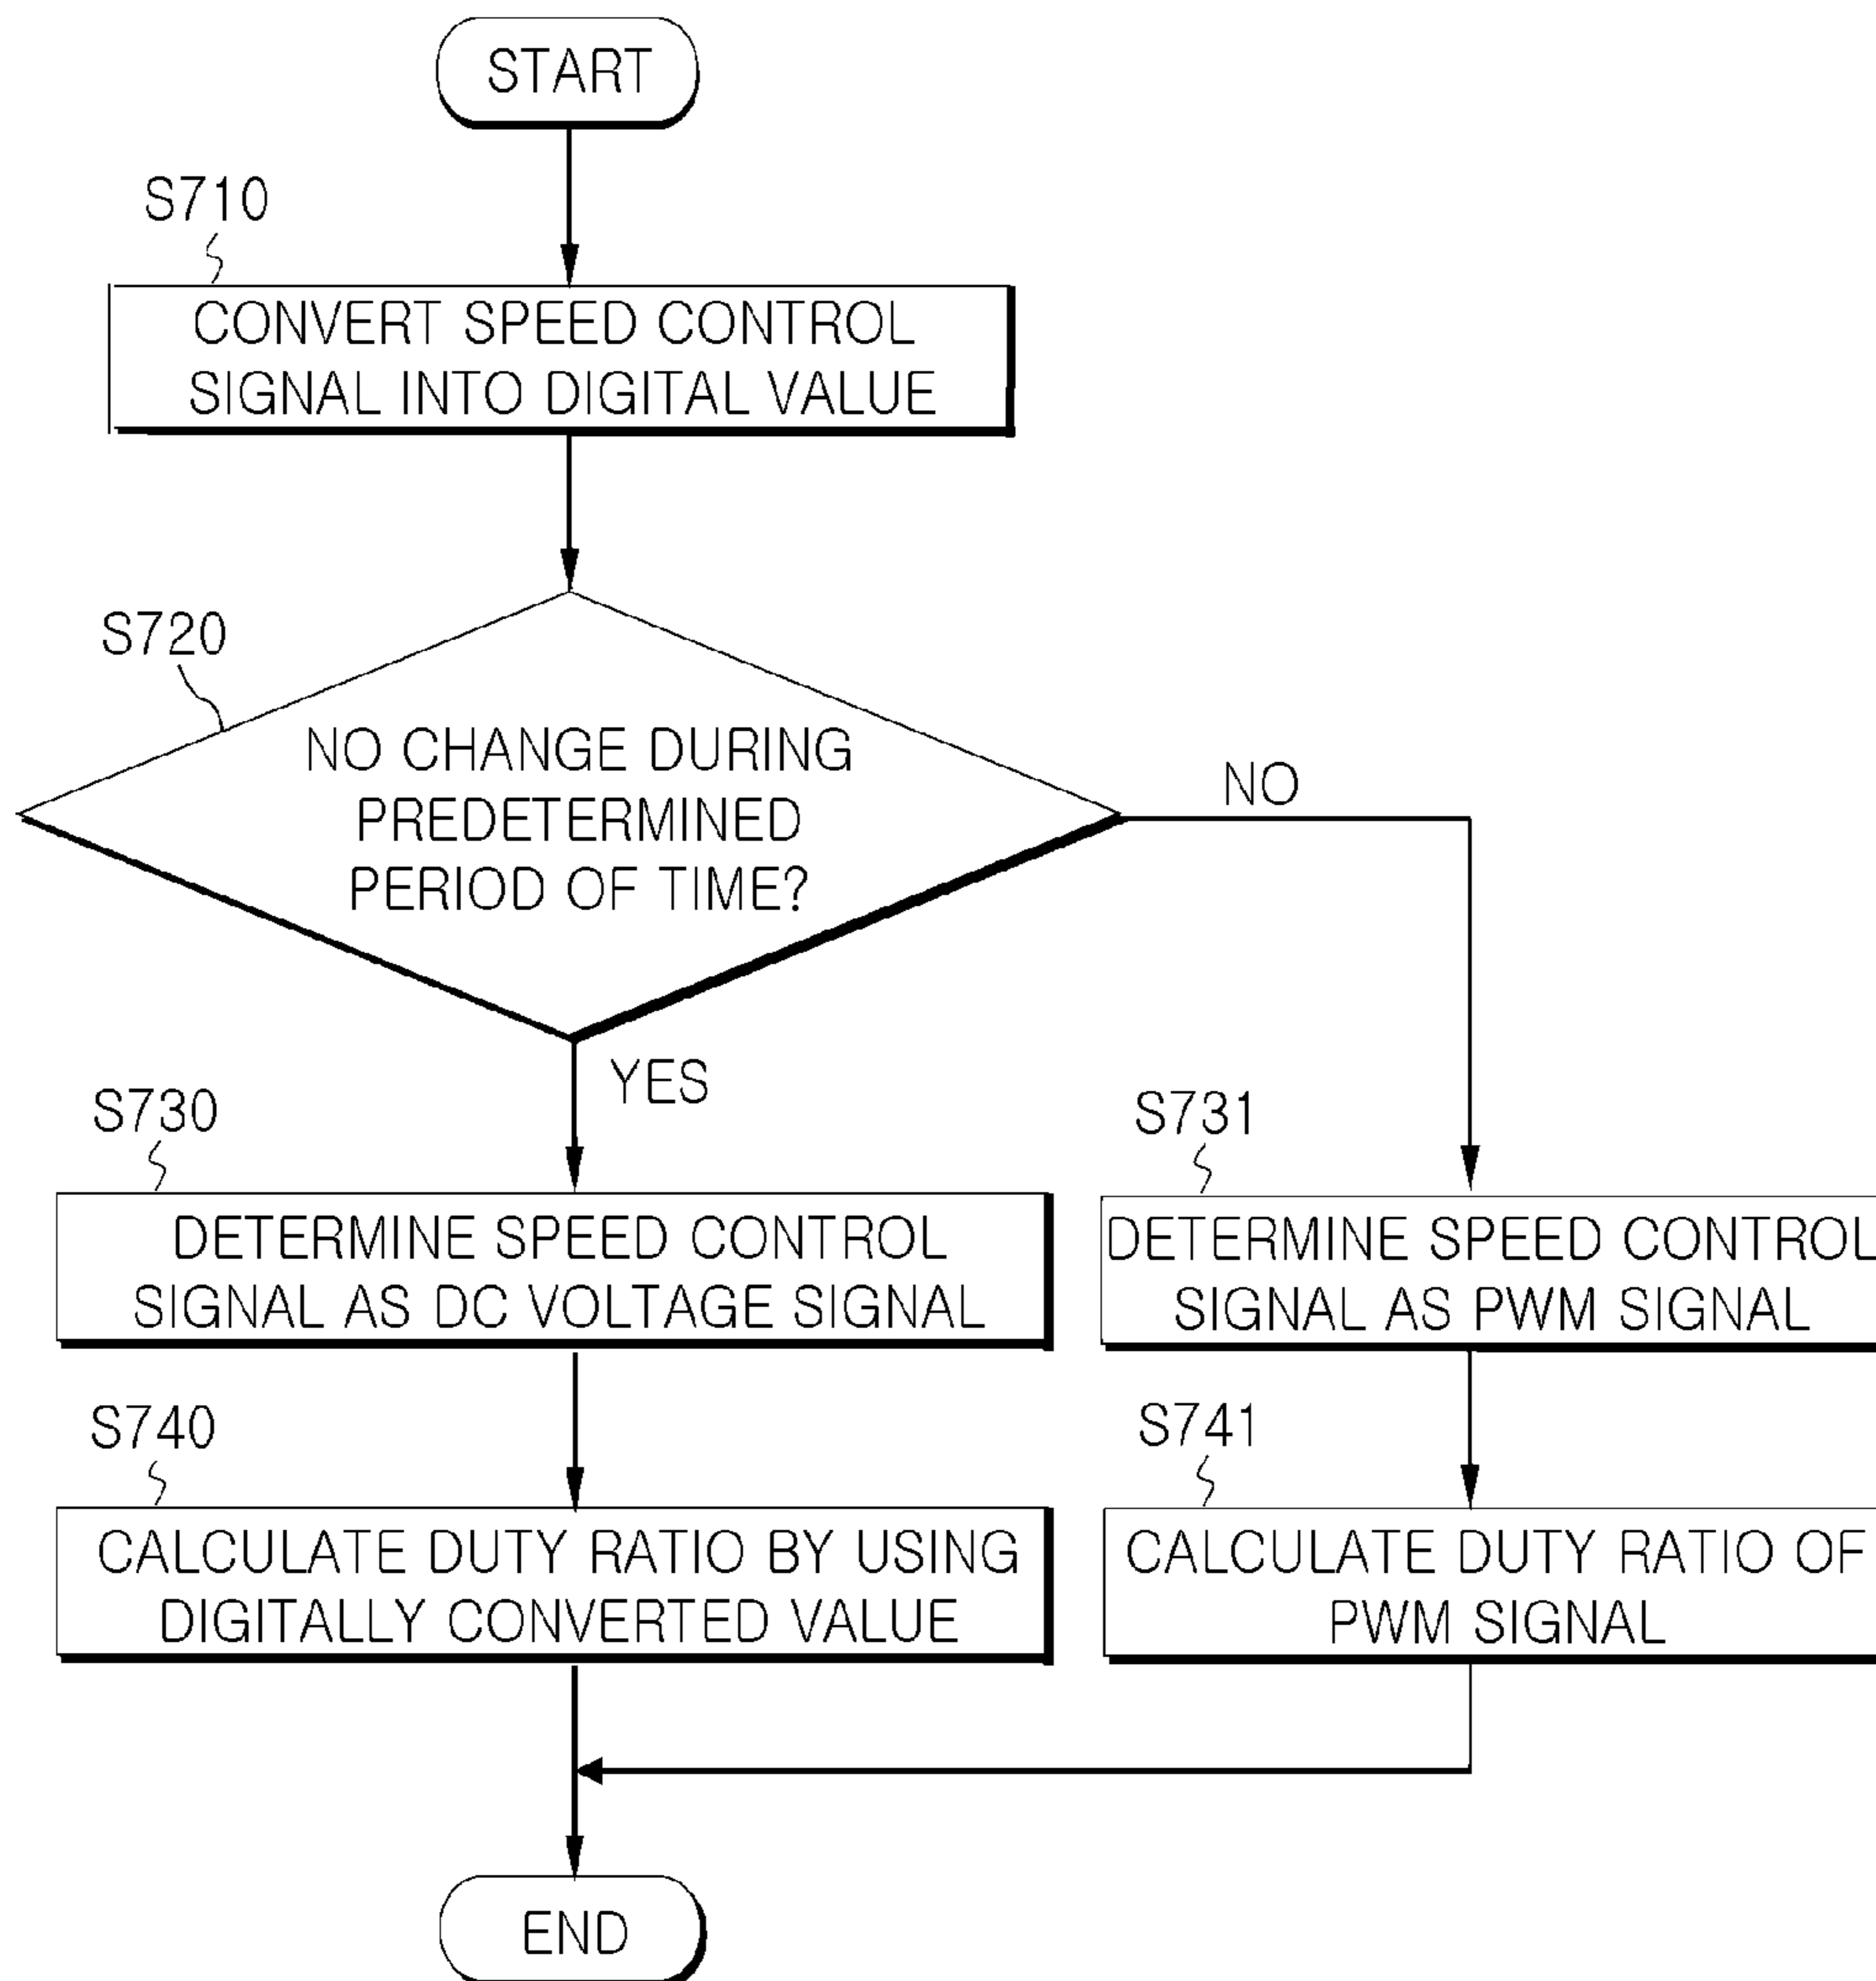 START
S710
CONVERT SPEED CONTROL
SIGNAL INTO DIGITAL VALUE
S720
NO CHANGE DURING
PREDETERMINED
PERIOD OF TIME?
NO
YES
S730
DETERMINE SPEED CONTROL
SIGNAL AS DC VOLTAGE SIGNAL
S731
DETERMINE SPEED CONTROL
SIGNAL AS PWM SIGNAL
S740
CALCULATE DUTY RATIO BY USING
DIGITALLY CONVERTED VALUE
S741
CALCULATE DUTY RATIO OF
PWM SIGNAL
END